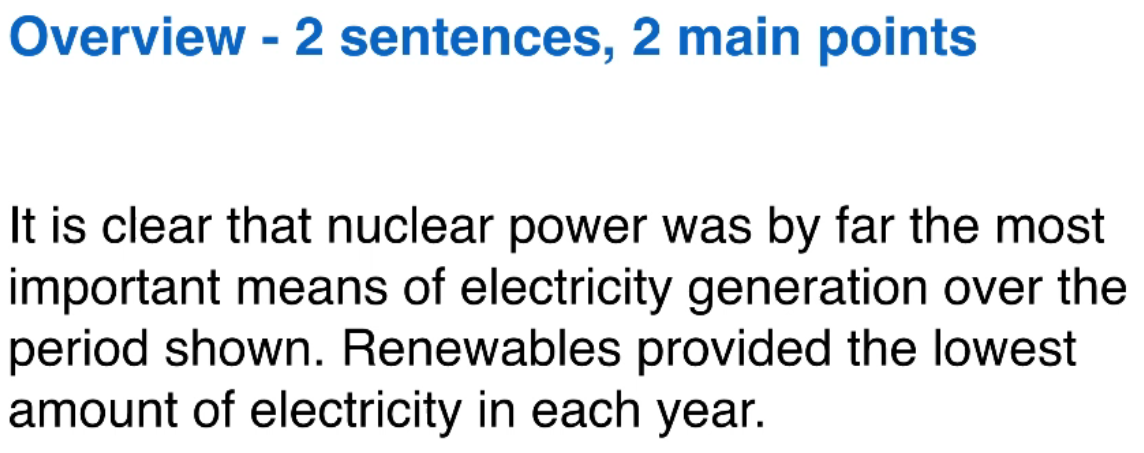 Overview - 2 sentences, 2 main points
It is clear that nuclear power was by far the most
important means of electricity generation over the
period shown. Renewables provided the lowest
amount of electricity in each year.